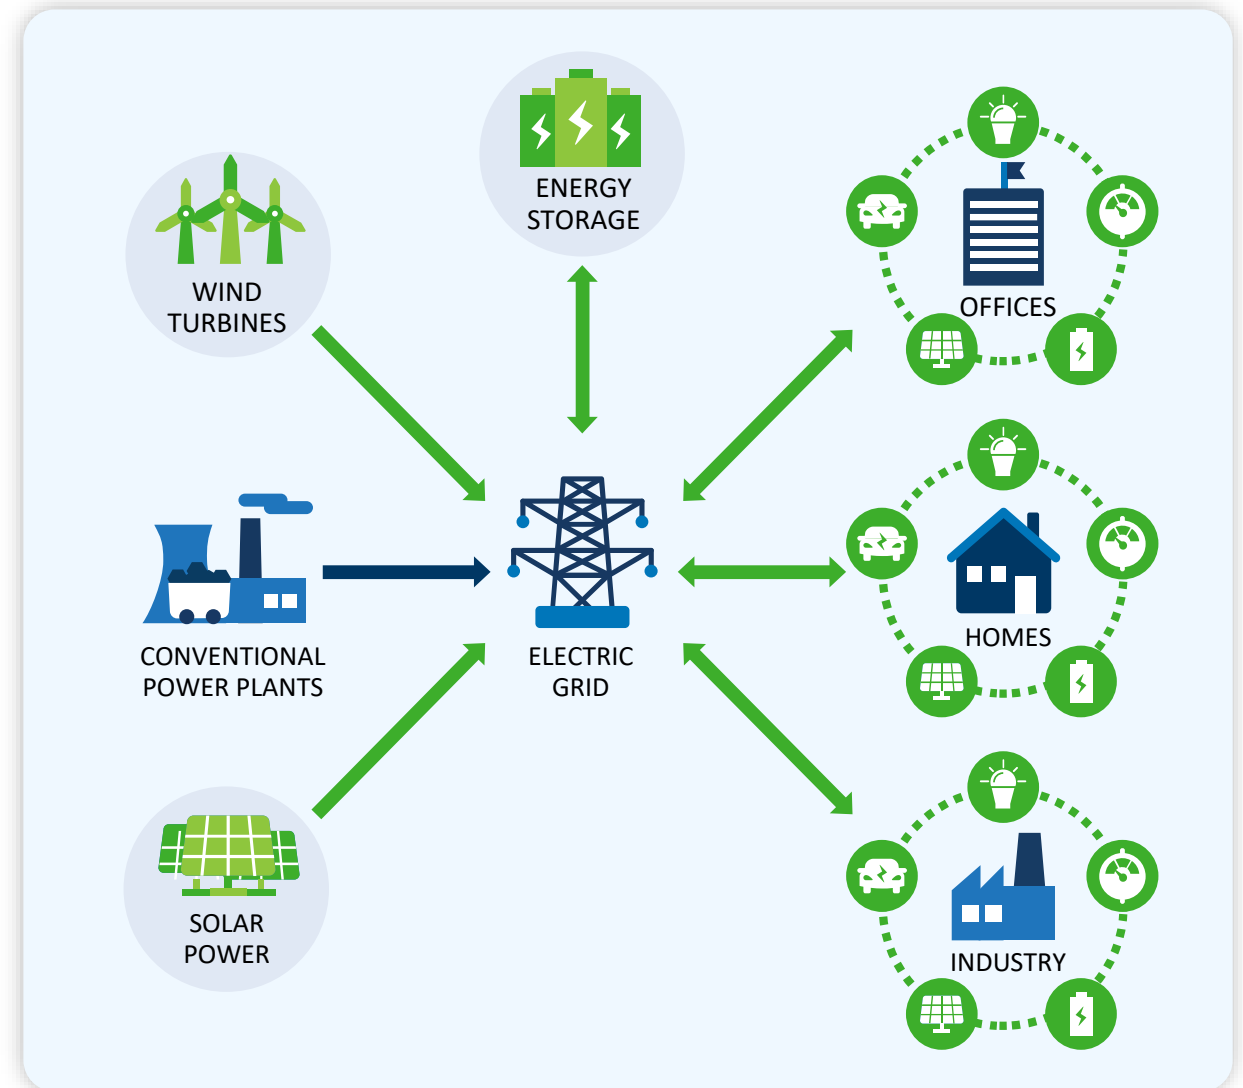 ENERGY
STORAGE
WIND
TURBINES
OFFICES
CONVENTIONAL
POWER PLANTS
ELECTRIC
GRID
HOMES
SOLAR
POWER
INDUSTRY